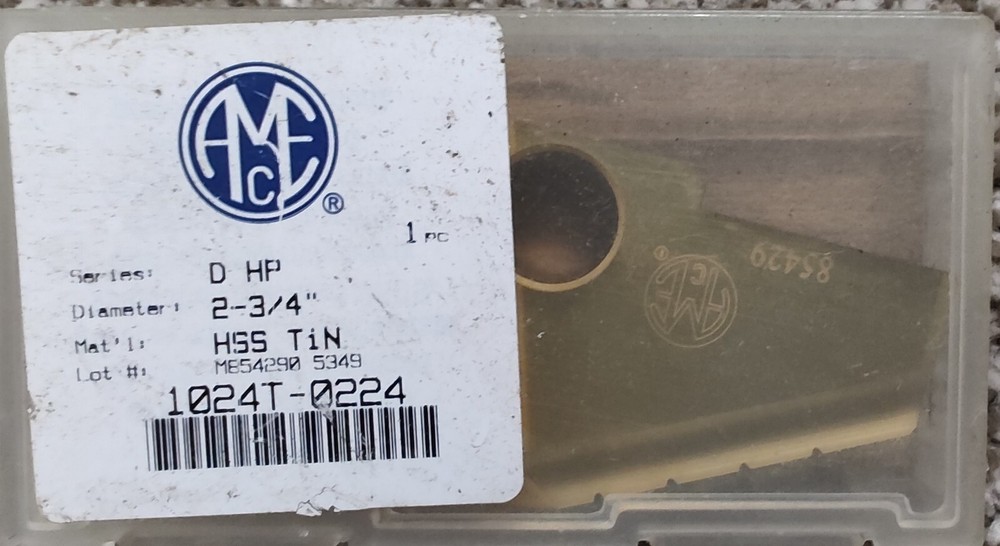 AMEC®
1 PC
Series: D HP
Diameter: 2-3/4"
Mat'l: HSS TiN
Lot #: M854290 5349
1024T-0224
AMEC®
85429